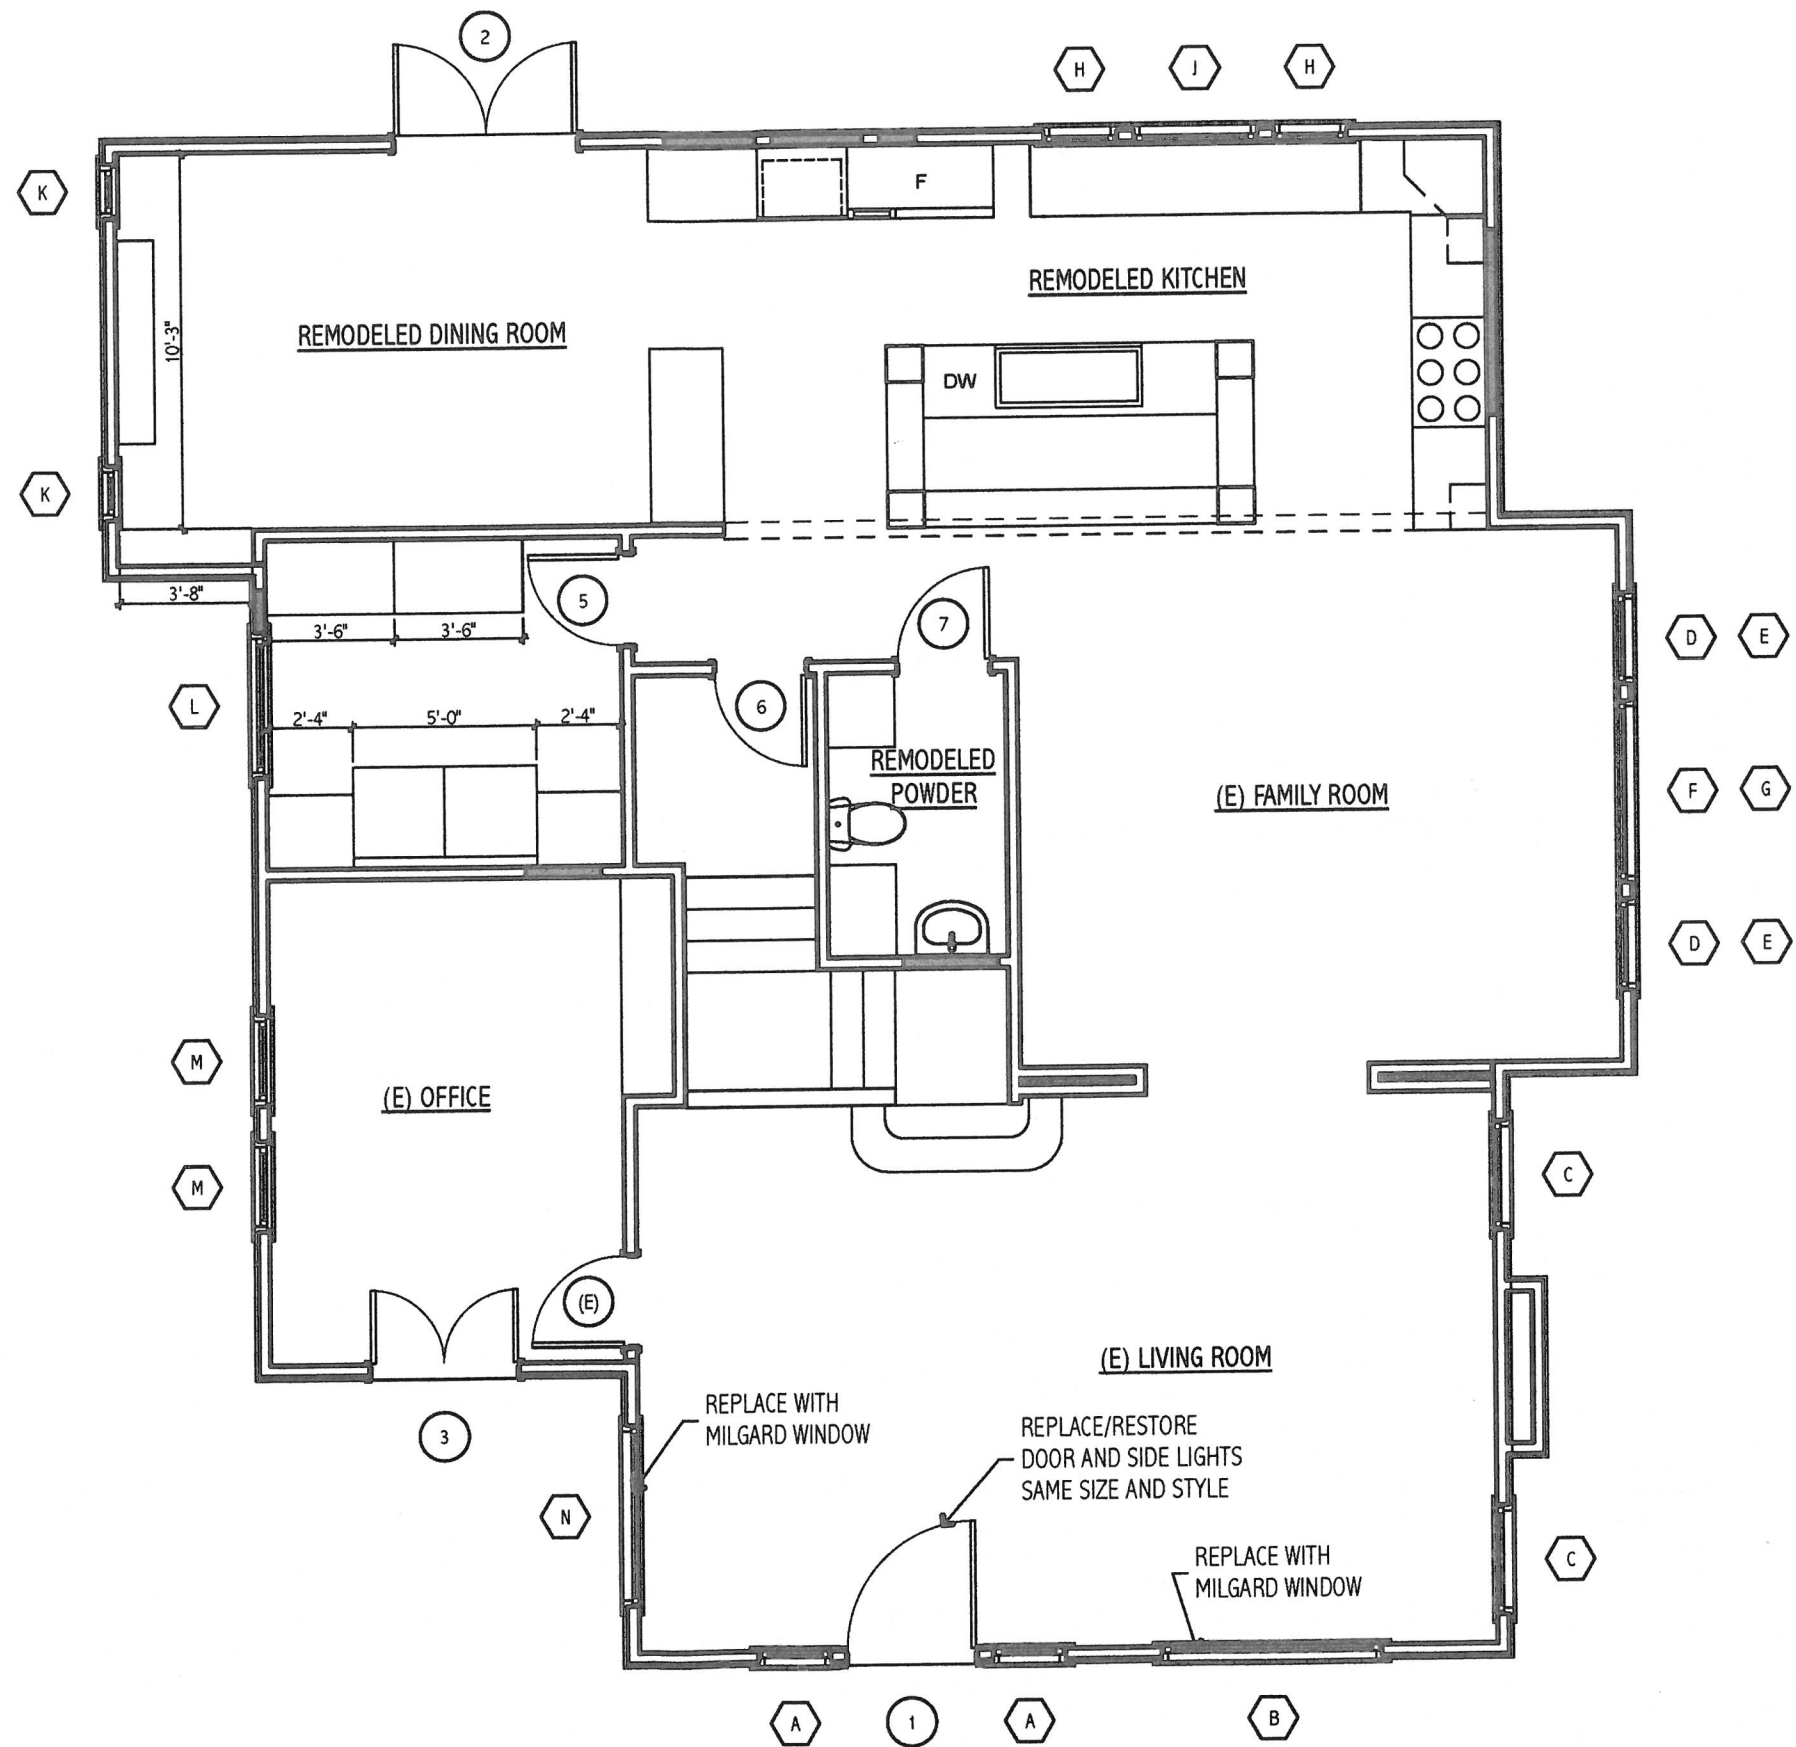 2
H
J
H
K
F
REMODELED KITCHEN
REMODELED DINING ROOM
10'-3"
DW
K
3'-8"
5
7
3'-6"
3'-6"
D
E
L
6
2'-4"
5'-0"
2'-4"
REMODELED
POWDER
(E) FAMILY ROOM
F
G
D
E
M
(E) OFFICE
M
C
(E)
(E) LIVING ROOM
REPLACE WITH
MILGARD WINDOW
REPLACE/RESTORE
DOOR AND SIDE LIGHTS
SAME SIZE AND STYLE
3
N
REPLACE WITH
MILGARD WINDOW
C
A
1
A
B